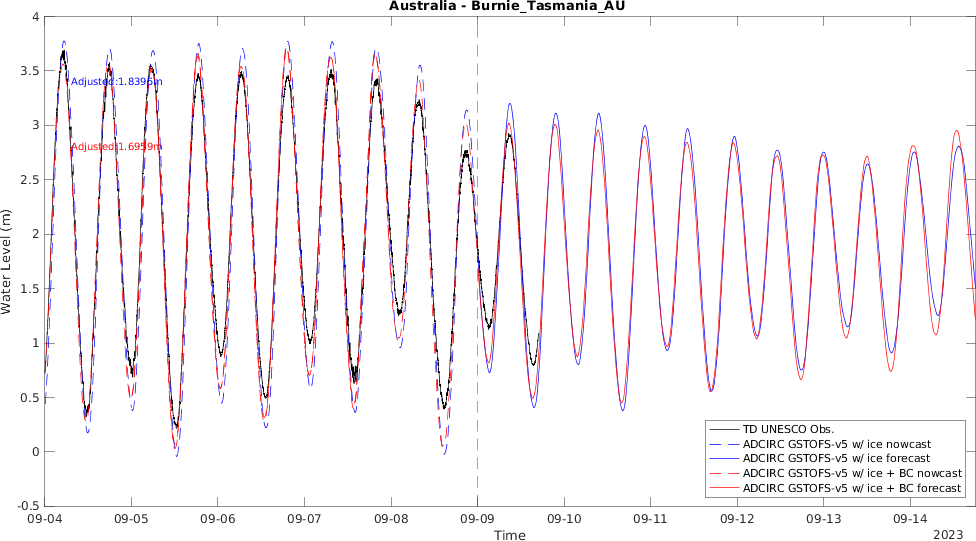 Australia - Burnie_Tasmania_AU
4
3.5
3
2.5
2
1.5
1
0.5
0
-0.5
Water Level (m)
Adjusted:1.8396m
Adjusted:1.6959m
TD UNESCO Obs.
ADCIRC GSTOFS-v5 w/ ice nowcast
ADCIRC GSTOFS-v5 w/ ice forecast
ADCIRC GSTOFS-v5 w/ ice + BC nowcast
ADCIRC GSTOFS-v5 w/ ice + BC forecast
09-04 09-05 09-06 09-07 09-08 09-09 09-10 09-11 09-12 09-13 09-14
Time
2023